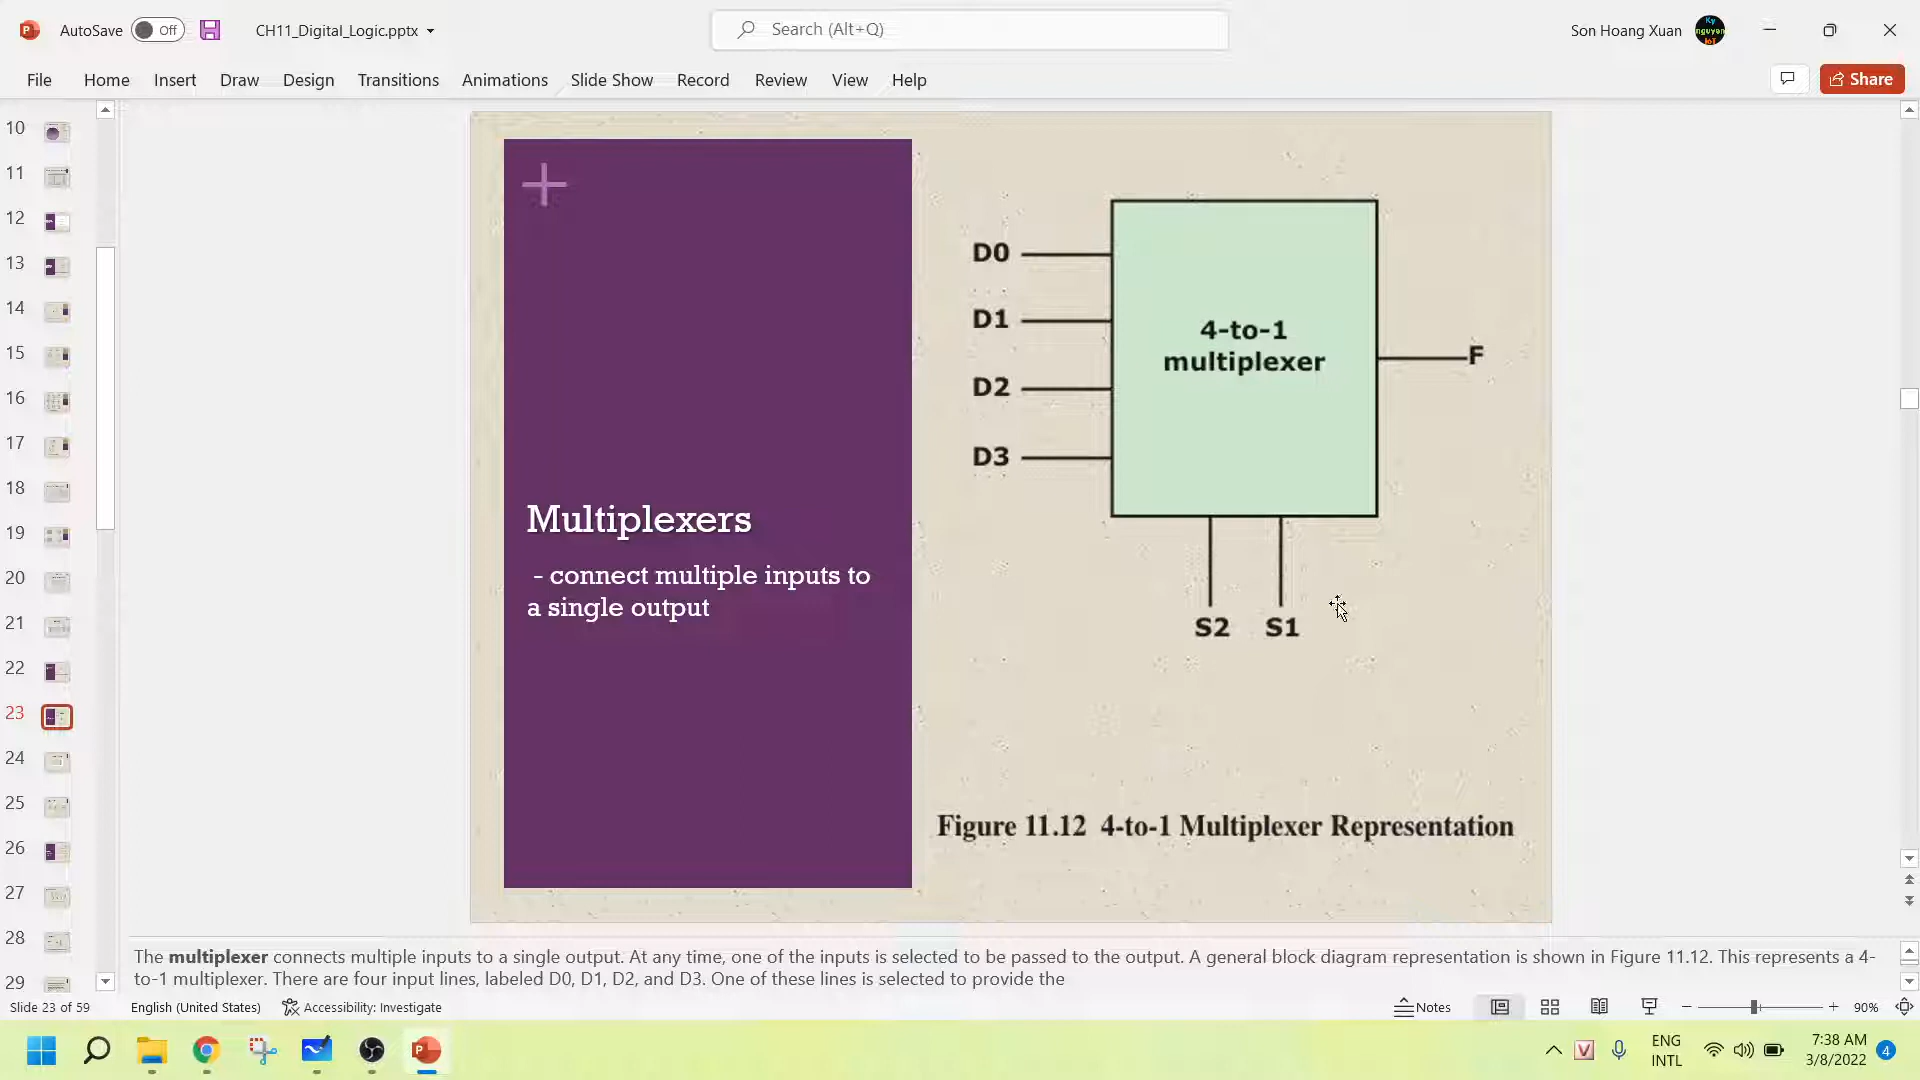 AutoSave Off CH11_Digital_Logic.pptx Search (Alt+Q) Son Hoang Xuan
File Home Insert Draw Design Transitions Animations Slide Show Record Review View Help Share
10
11
12
13
14
15
16
17
18
19
20
21
22
23
24
25
26
27
28
29
Multiplexers
- connect multiple inputs to
a single output
D0
D1
D2
D3
4-to-1
multiplexer
F
S2 S1
Figure 11.12 4-to-1 Multiplexer Representation
The multiplexer connects multiple inputs to a single output. At any time, one of the inputs is selected to be passed to the output. A general block diagram representation is shown in Figure 11.12. This represents a 4-
to-1 multiplexer. There are four input lines, labeled D0, D1, D2, and D3. One of these lines is selected to provide the
Slide 23 of 59 English (United States) Accessibility: Investigate Notes 90%
ENG 7:38 AM
INTL 3/8/2022 4